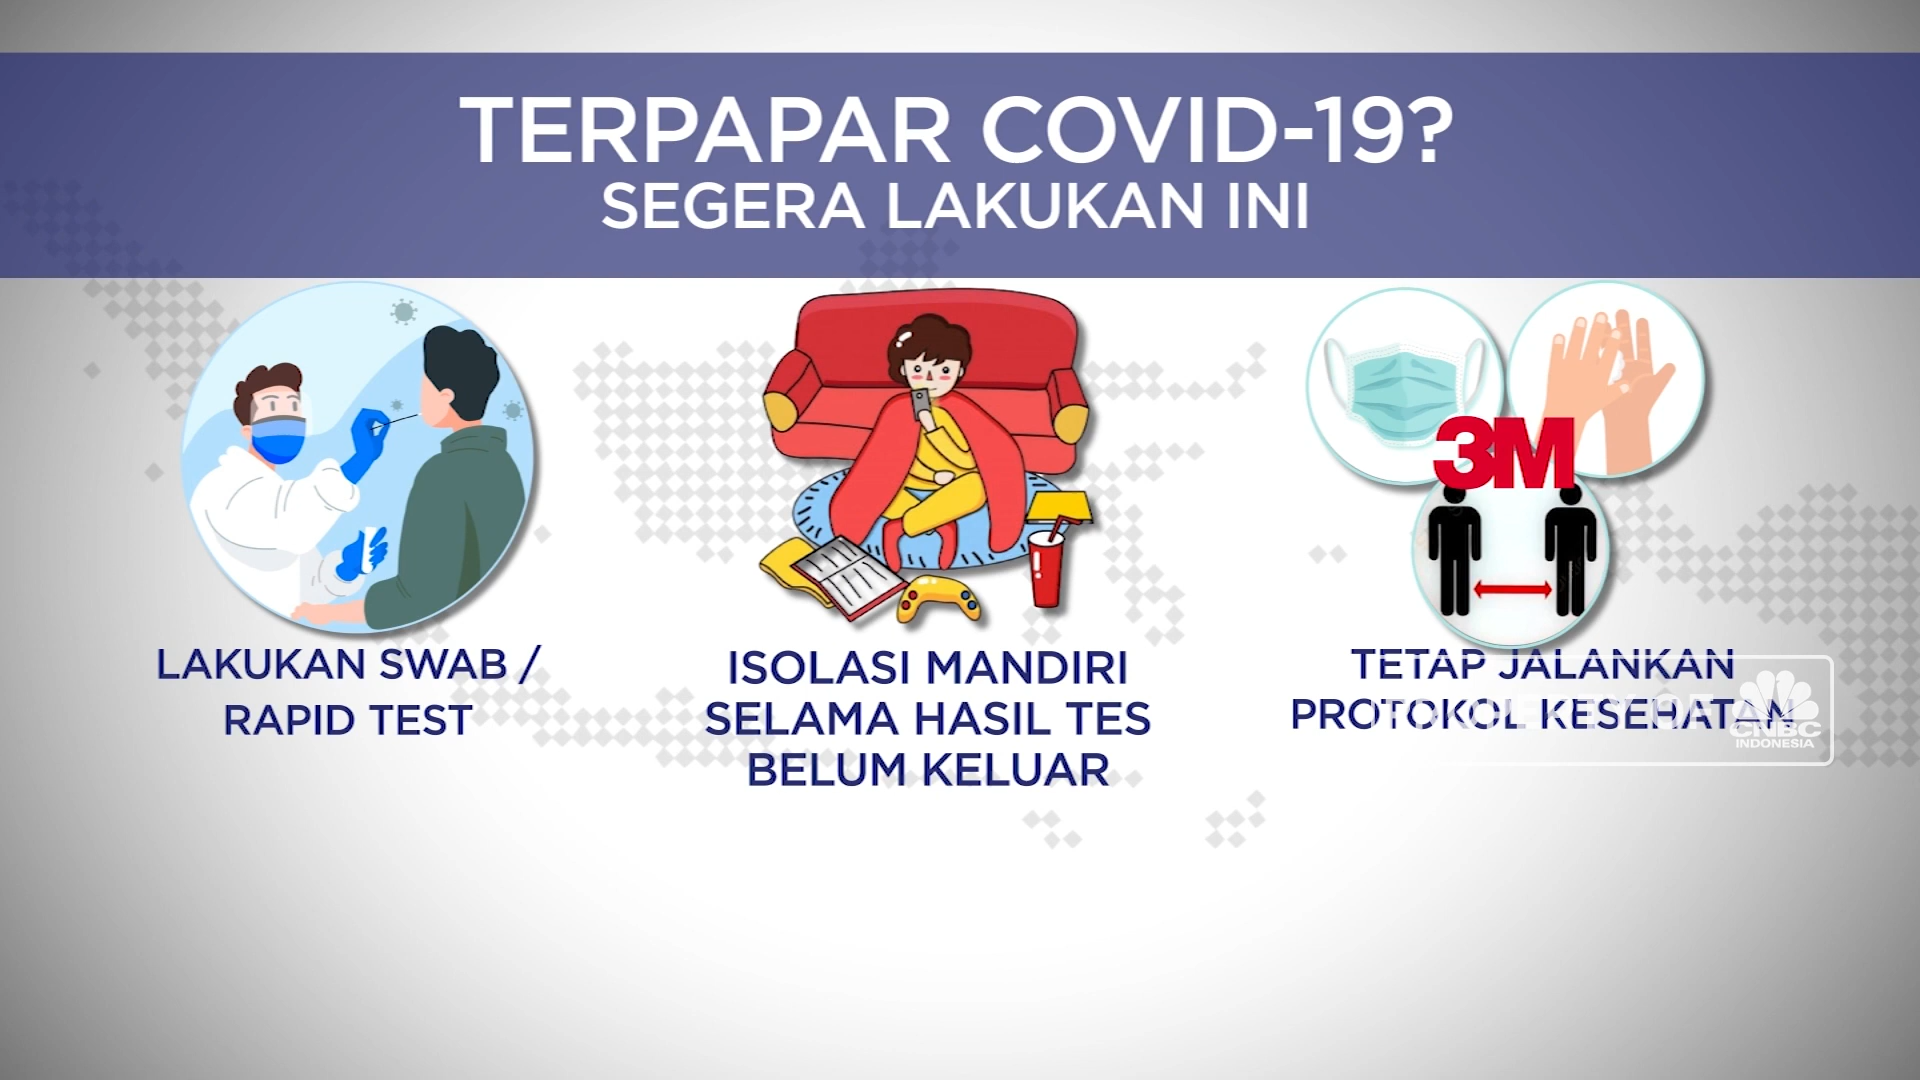 TERPAPAR COVID-19?
SEGERA LAKUKAN INI
LAKUKAN SWAB /
RAPID TEST
ISOLASI MANDIRI
SELAMA HASIL TES
BELUM KELUAR
3M
TETAP JALANKAN
PROTOKOL KESEHATAN
CNBC
INDONESIA